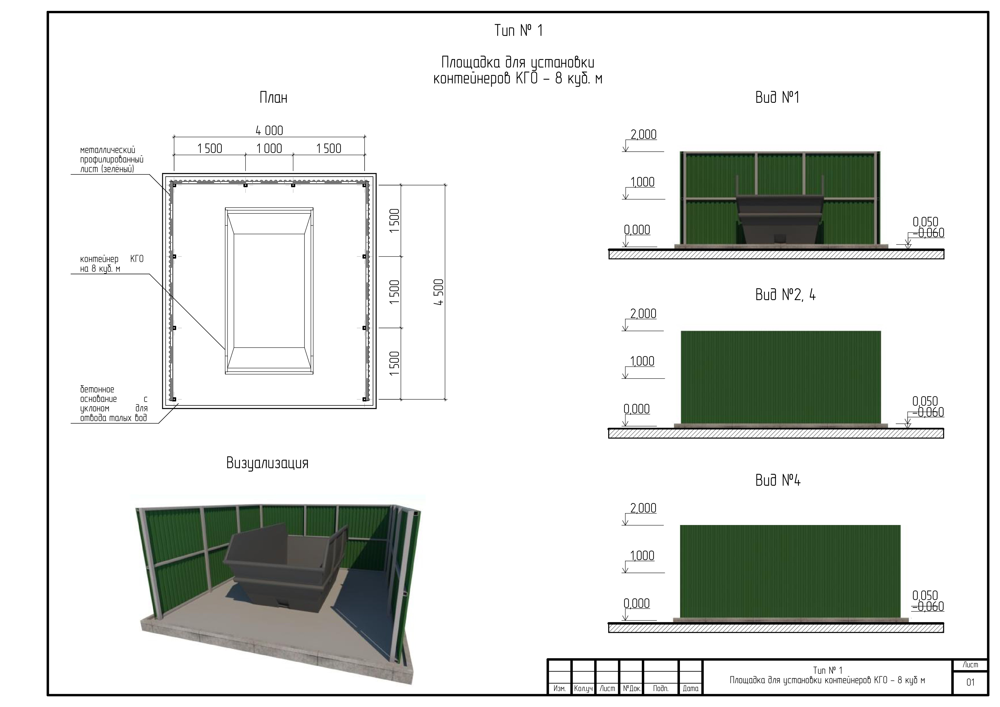 Тип № 1
Площадка для установки
контейнеров КГО – 8 куб. м
План
4 000
1 500
1 000
1 500
металлический
профилированный
лист (зелёный)
контейнер КГО
на 8 куб. м
бетонное
основание с
уклоном для
отвода талых вод
1 500
1 500
1 500
4 500
Визуализация
Вид №1
2,000
1,000
0,000
0,050
-0,060
Вид №2, 4
2,000
1,000
0,000
0,050
-0,060
Вид №4
2,000
1,000
0,000
0,050
-0,060
Изм.
Кол.уч
Лист
№Док.
Подп.
Дата
Тип № 1
Площадка для установки контейнеров КГО – 8 куб м
Лист
01